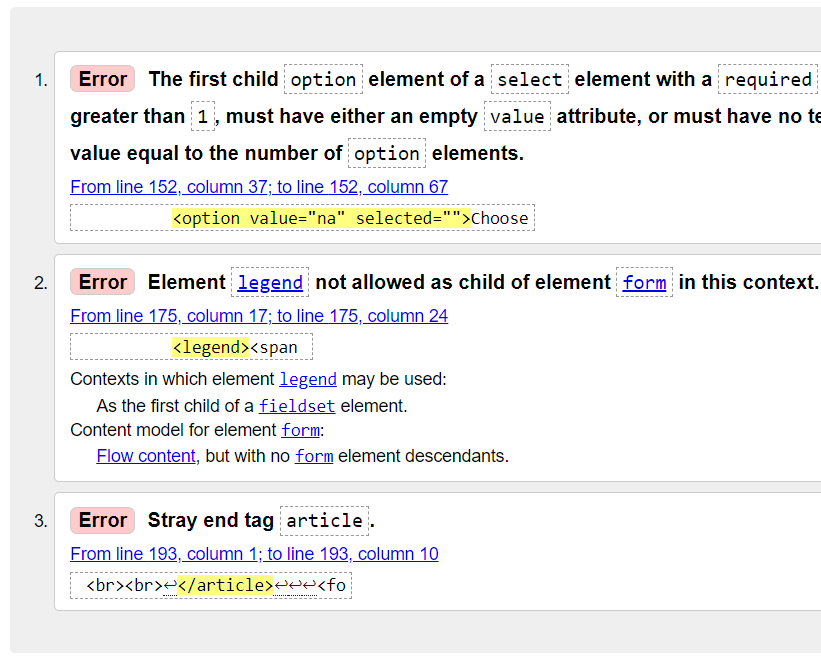 1. Error The first child option element of a select element with a required
greater than 1, must have either an empty value attribute, or must have no te
value equal to the number of option elements.
From line 152, column 37; to line 152, column 67
<option value="na" selected="">Choose
2. Error Element legend not allowed as child of element form in this context.
From line 175, column 17; to line 175, column 24
<legend><span
Contexts in which element legend may be used:
As the first child of a fieldset element.
Content model for element form:
Flow content, but with no form element descendants.
3. Error Stray end tag article.
From line 193, column 1; to line 193, column 10
<br><br>↩</article>↩↩↩<fo